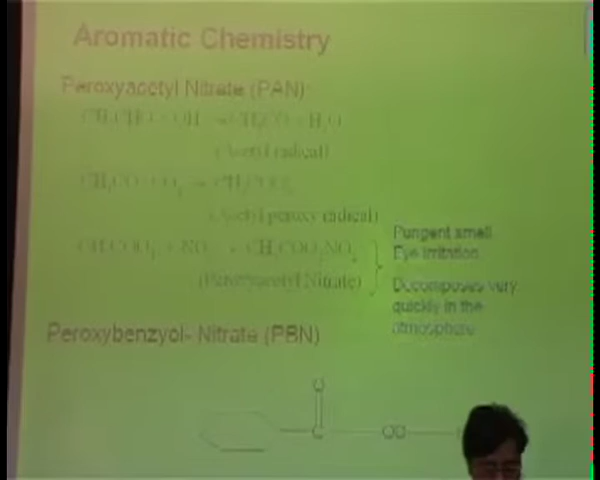 Aromatic Chemistry
Peroxyacetyl Nitrate (PAN)
(Acetyl radical)
(Acetyl peroxy radical)
Pungent smell
Eye irritation
(Peroxyacetyl Nitrate)
Decomposes very
quickly in the
atmosphere
Peroxybenzyol- Nitrate (PBN)
O
C
OO